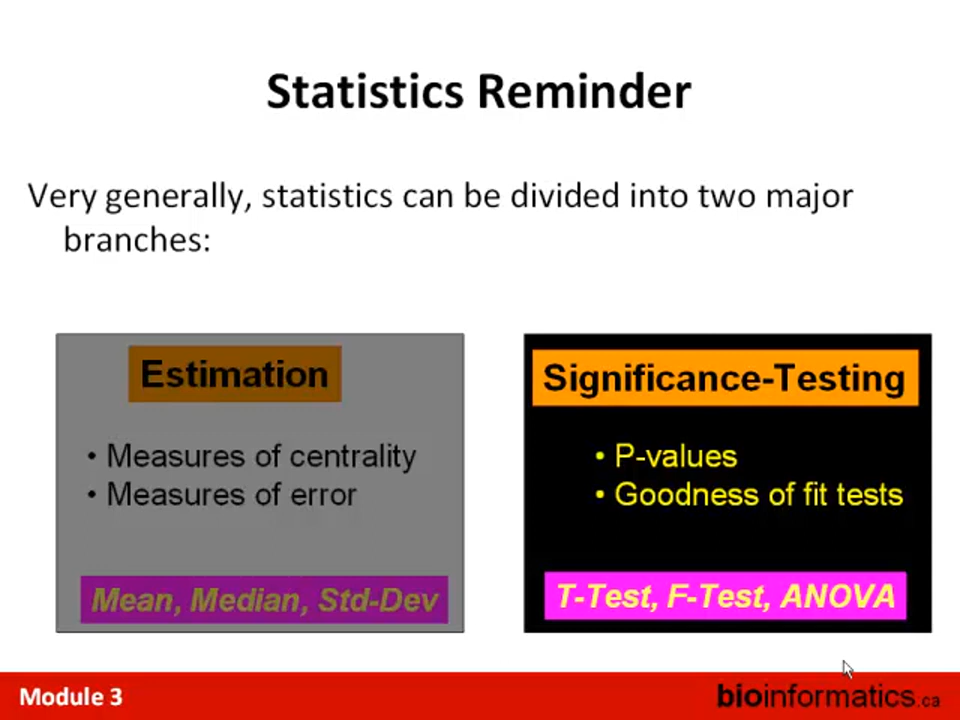 Statistics Reminder
Very generally, statistics can be divided into two major
branches:
Estimation
• Measures of centrality
• Measures of error
Mean, Median, Std-Dev
Significance-Testing
• P-values
• Goodness of fit tests
T-Test, F-Test, ANOVA
Module 3
bioinformatics.ca